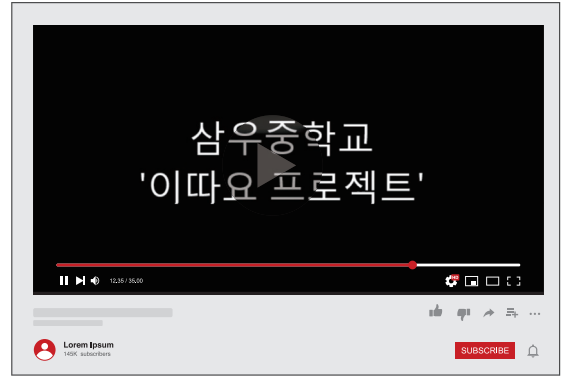 삼우중학교
'이따요 프로젝트'
12.35 / 35.00
HD
Lorem Ipsum
145K subscribers
SUBSCRIBE